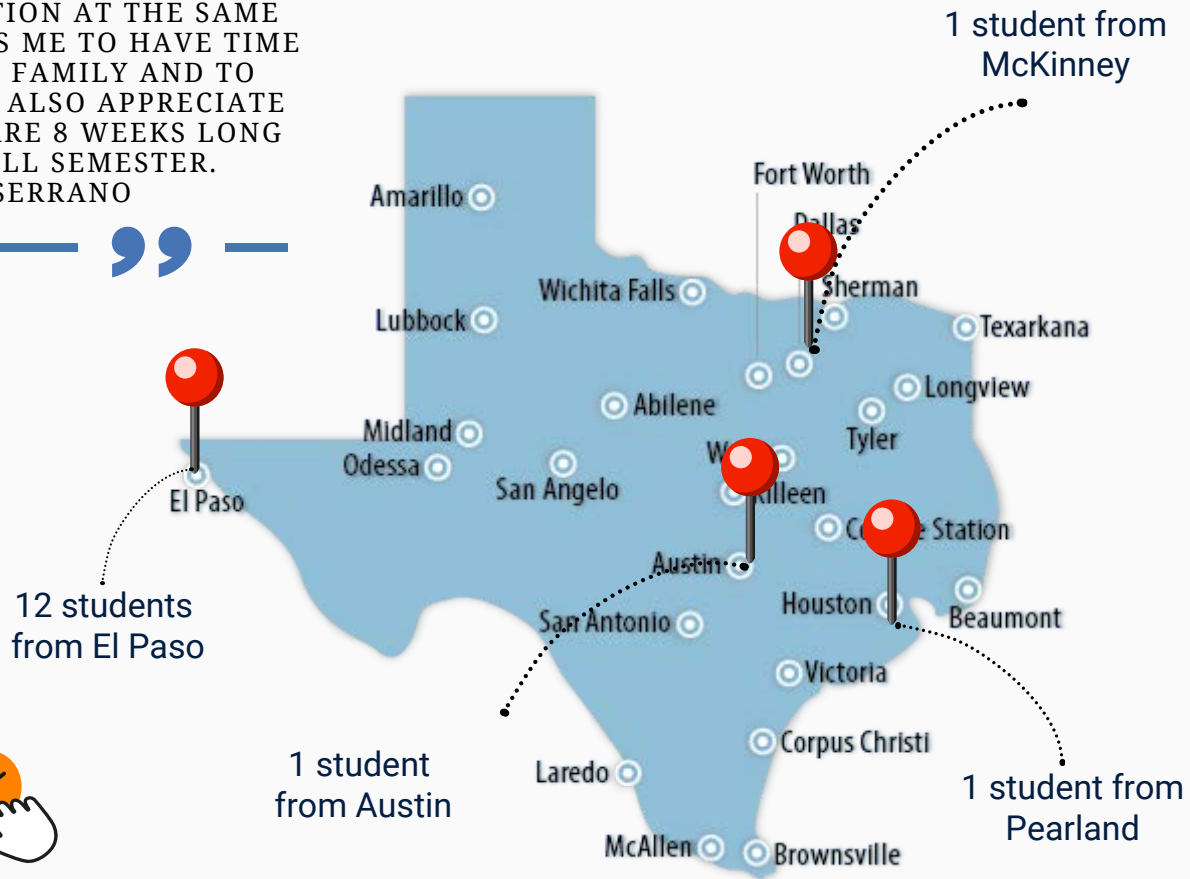 TION AT THE SAME
S ME TO HAVE TIME
FAMILY AND TO
ALSO APPRECIATE
ARE 8 WEEKS LONG
LL SEMESTER.
SERRANO
”
1 student from
McKinney
Fort Worth
Dallas
Amarillo
Sherman
Wichita Falls
Lubbock
Texarkana
Longview
Abilene
Tyler
Midland
Odessa
San Angelo
Killeen
El Paso
College Station
Austin
12 students
from El Paso
Houston
Beaumont
San Antonio
Victoria
Corpus Christi
1 student
from Austin
Laredo
1 student from
Pearland
McAllen
Brownsville